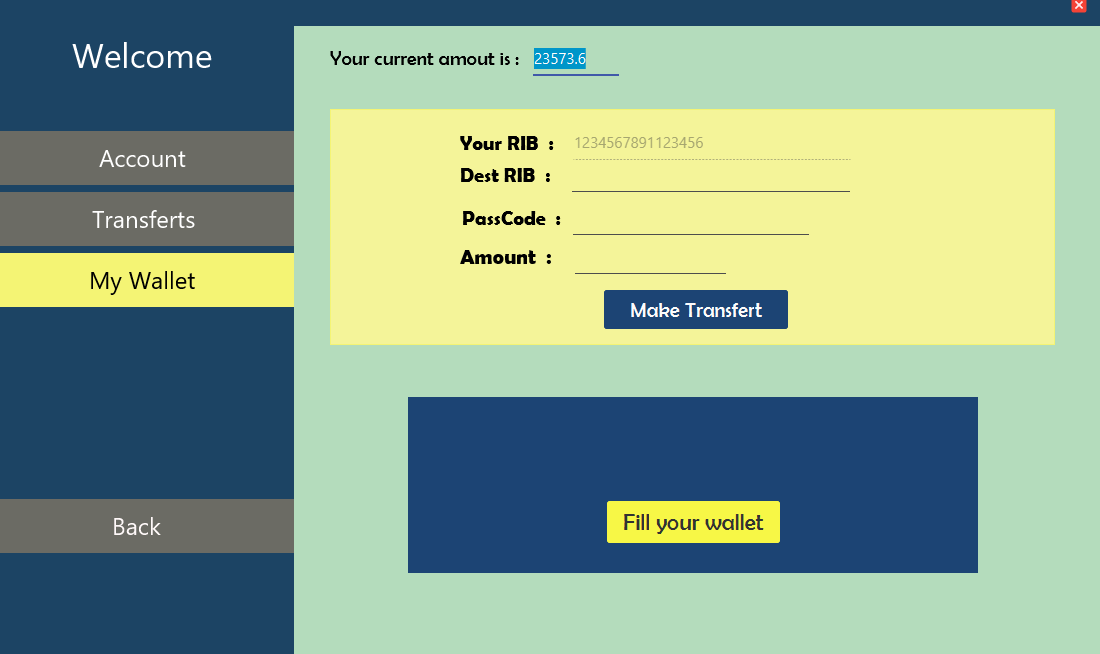 Welcome
Account
Transferts
My Wallet
Back
Your current amout is : 23573.6
Your RIB : 1234567891123456
Dest RIB :
PassCode :
Amount :
Make Transfert
Fill your wallet